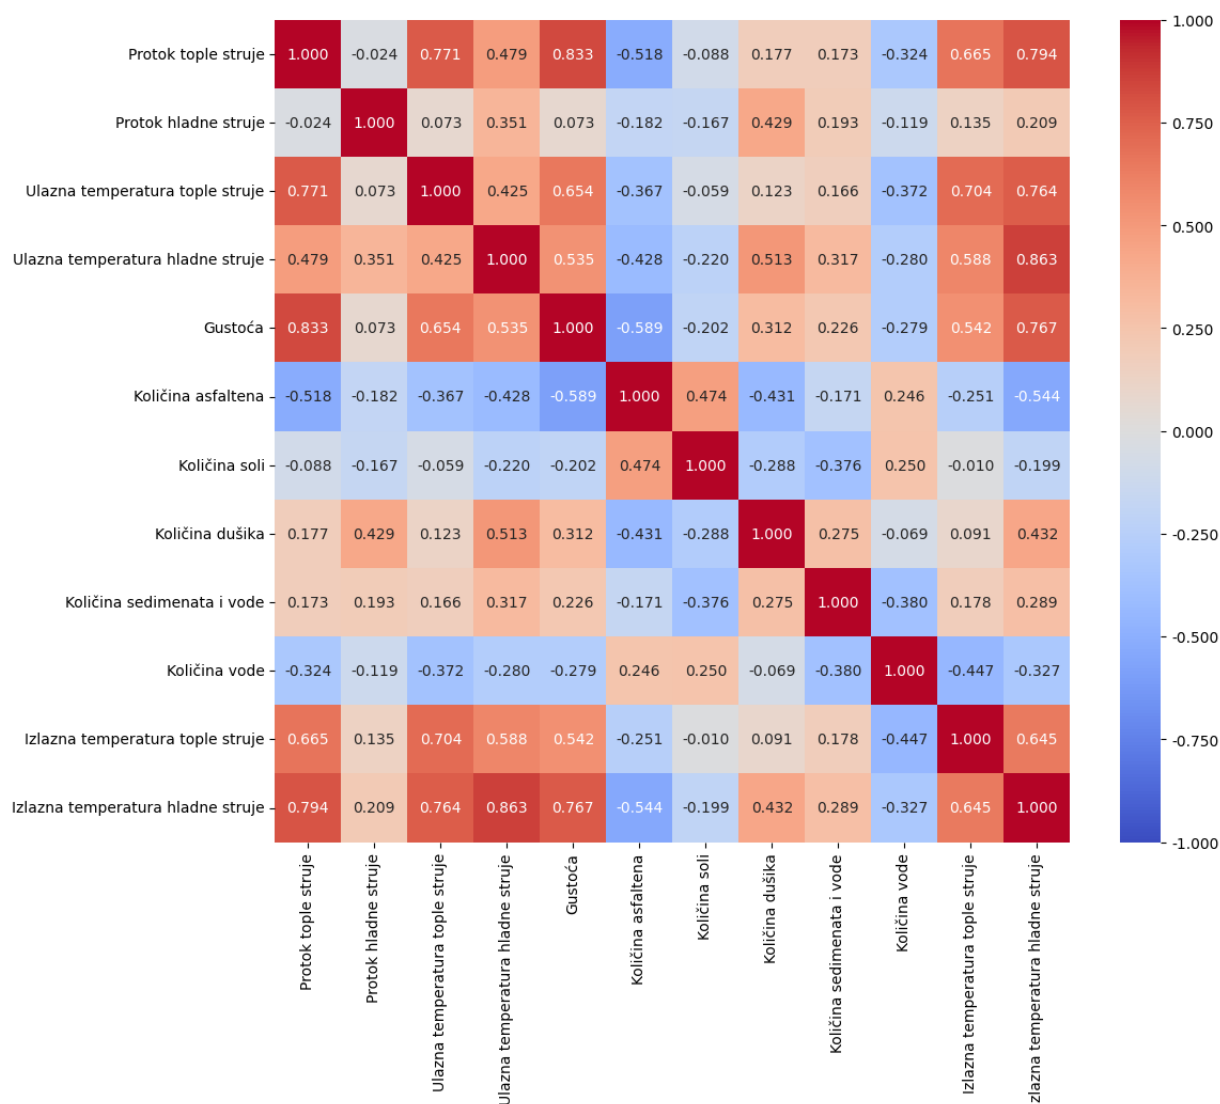 Protok tople struje 1.000 -0.024 0.771 0.479 0.833 -0.518 -0.088 0.177 0.173 -0.324 0.665 0.794
Protok hladne struje -0.024 1.000 0.073 0.351 0.073 -0.182 -0.167 0.429 0.193 -0.119 0.135 0.209
Ulazna temperatura tople struje 0.771 0.073 1.000 0.425 0.654 -0.367 -0.059 0.123 0.166 -0.372 0.704 0.764
Ulazna temperatura hladne struje 0.479 0.351 0.425 1.000 0.535 -0.428 -0.220 0.513 0.317 -0.280 0.588 0.863
Gustoća 0.833 0.073 0.654 0.535 1.000 -0.589 -0.202 0.312 0.226 -0.279 0.542 0.767
Količina asfaltena -0.518 -0.182 -0.367 -0.428 -0.589 1.000 0.474 -0.431 -0.171 0.246 -0.251 -0.544
Količina soli -0.088 -0.167 -0.059 -0.220 -0.202 0.474 1.000 -0.288 -0.376 0.250 -0.010 -0.199
Količina dušika 0.177 0.429 0.123 0.513 0.312 -0.431 -0.288 1.000 0.275 -0.069 0.091 0.432
Količina sedimenata i vode 0.173 0.193 0.166 0.317 0.226 -0.171 -0.376 0.275 1.000 -0.380 0.178 0.289
Količina vode -0.324 -0.119 -0.372 -0.280 -0.279 0.246 0.250 -0.069 -0.380 1.000 -0.447 -0.327
Izlazna temperatura tople struje 0.665 0.135 0.704 0.588 0.542 -0.251 -0.010 0.091 0.178 -0.447 1.000 0.645
Izlazna temperatura hladne struje 0.794 0.209 0.764 0.863 0.767 -0.544 -0.199 0.432 0.289 -0.327 0.645 1.000
Protok tople struje
Protok hladne struje
Ulazna temperatura tople struje
Ulazna temperatura hladne struje
Gustoća
Količina asfaltena
Količina soli
Količina dušika
Količina sedimenata i vode
Količina vode
Izlazna temperatura tople struje
zlazna temperatura hladne struje
1.000
0.750
0.500
0.250
0.000
-0.250
-0.500
-0.750
-1.000